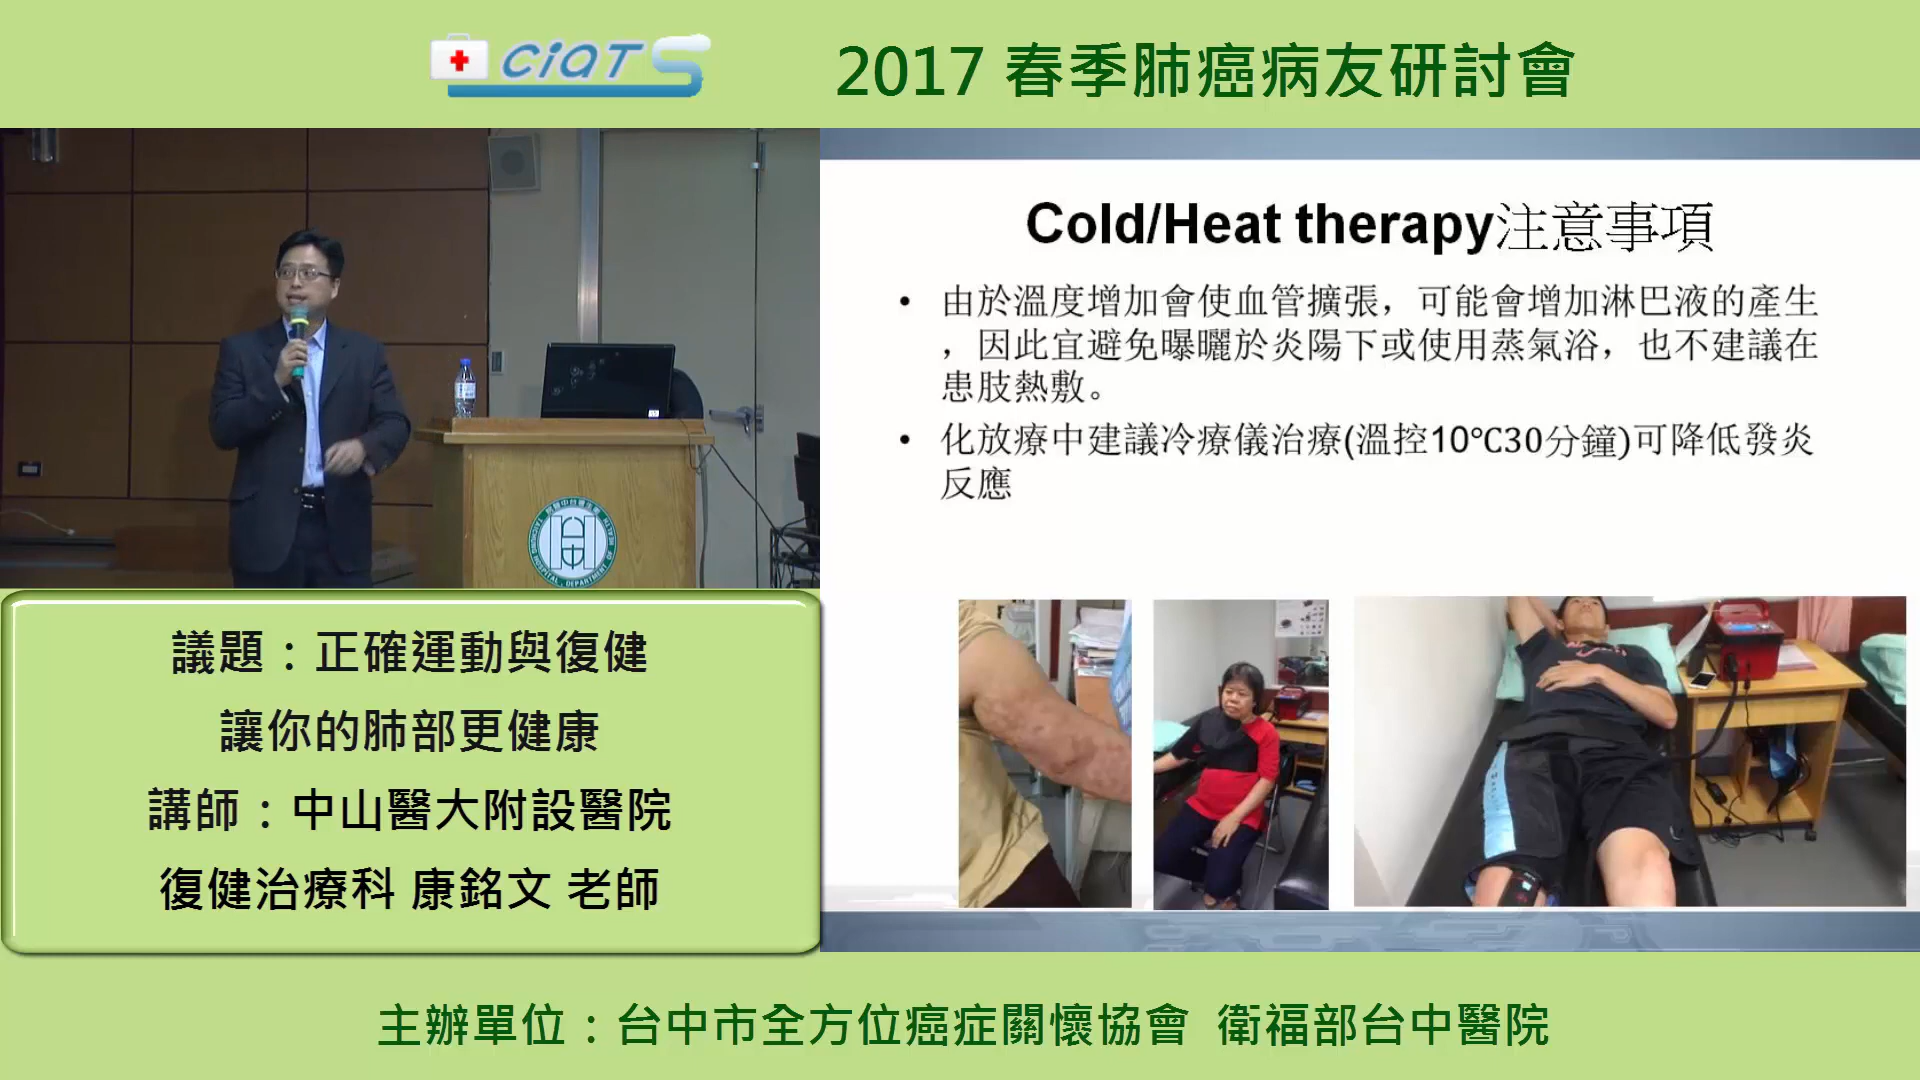 CiaTS
2017 春季肺癌病友研討會
Cold/Heat therapy注意事項
• 由於溫度增加會使血管擴張，可能會增加淋巴液的產生
，因此宜避免曝曬於炎陽下或使用蒸氣浴，也不建議在
患肢熱敷。
• 化放療中建議冷療儀治療(溫控10℃30分鐘)可降低發炎
反應
議題：正確運動與復健
讓你的肺部更健康
講師：中山醫大附設醫院
復健治療科 康銘文 老師
主辦單位：台中市全方位癌症關懷協會 衛福部台中醫院